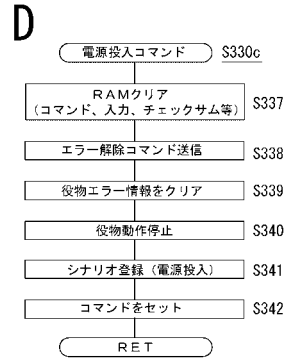 D
電源投入コマンド S330c
RAMクリア
(コマンド、入力、チェックサム等) S337
エラー解除コマンド送信 S338
役物エラー情報をクリア S339
役物動作停止 S340
シナリオ登録(電源投入) S341
コマンドをセット S342
RET